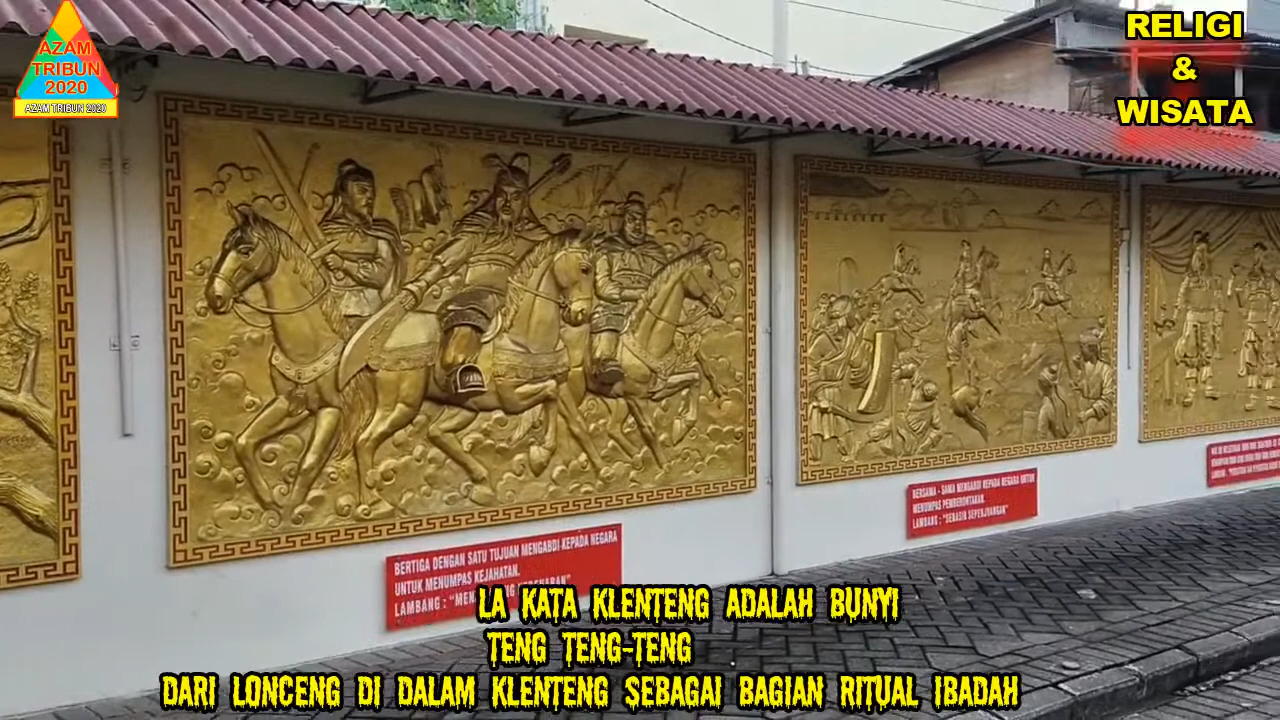 AZAM
TRIBUN
2020
AZAM TRIBUN 2020
RELIGI
&
WISATA
BERTIGA DENGAN SATU TUJUAN MENGABDI KEPADA NEGARA
UNTUK MENUMPAS KEJAHATAN.
LAMBANG :
BERSAMA - SAMA MENGABDI KEPADA NEGARA UNTUK
MENUMPAS PEMBERONTAKAN.
LAMBANG : "SENASIB SEPERJUANGAN"
LA KATA KLENTENG ADALAH BUNYI
TENG TENG-TENG
DARI LONCENG DI DALAM KLENTENG SEBAGAI BAGIAN RITUAL IBADAH